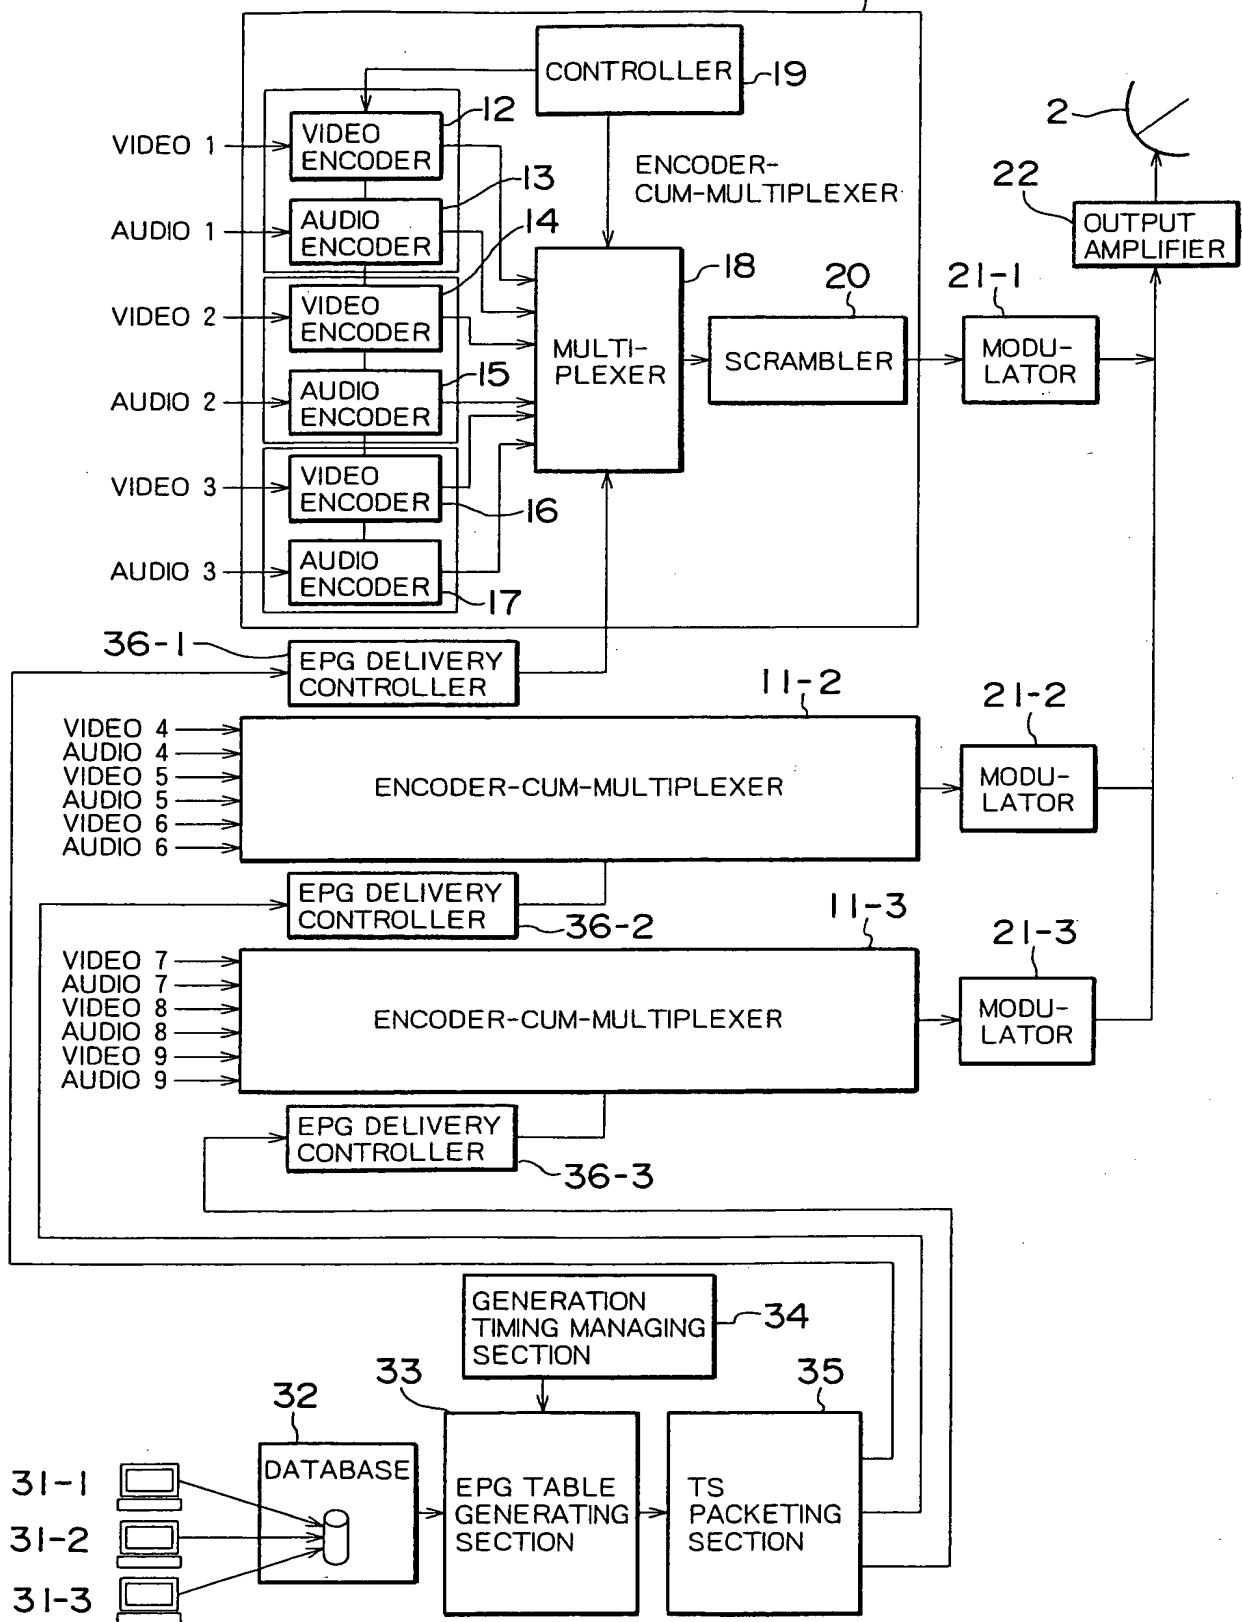 CONTROLLER
19
12
VIDEO 1
VIDEO
ENCODER
2
13
ENCODER-
CUM-MULTIPLEXER
22
AUDIO 1
AUDIO
ENCODER
14
OUTPUT
AMPLIFIER
18
20
21-1
VIDEO 2
VIDEO
ENCODER
MULTI-
PLEXER
SCRAMBLER
MODU-
LATOR
15
AUDIO 2
AUDIO
ENCODER
VIDEO 3
VIDEO
ENCODER
16
AUDIO 3
AUDIO
ENCODER
17
36-1
EPG DELIVERY
CONTROLLER
11-2
21-2
VIDEO 4
AUDIO 4
VIDEO 5
AUDIO 5
VIDEO 6
AUDIO 6
ENCODER-CUM-MULTIPLEXER
MODU-
LATOR
EPG DELIVERY
CONTROLLER
36-2
11-3
21-3
VIDEO 7
AUDIO 7
VIDEO 8
AUDIO 8
VIDEO 9
AUDIO 9
ENCODER-CUM-MULTIPLEXER
MODU-
LATOR
EPG DELIVERY
CONTROLLER
36-3
GENERATION
TIMING MANAGING
SECTION
34
32
33
35
DATABASE
EPG TABLE
GENERATING
SECTION
TS
PACKETING
SECTION
31-1
31-2
31-3